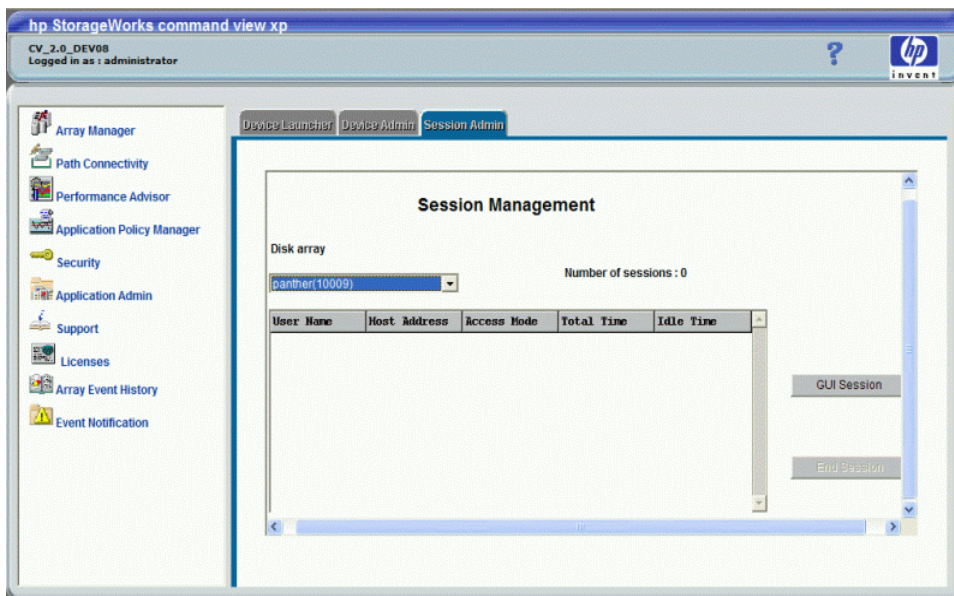 hp StorageWorks command view xp
CV_2.0_DEV08
Logged in as : administrator
?
hp
invent
Array Manager
Path Connectivity
Performance Advisor
Application Policy Manager
Security
Application Admin
Support
Licenses
Array Event History
Event Notification
Device Launcher Device Admin Session Admin
Session Management
Disk array
Number of sessions : 0
panther(10009)
User Name Host Address Access Mode Total Time Idle Time
GUI Session
End Session